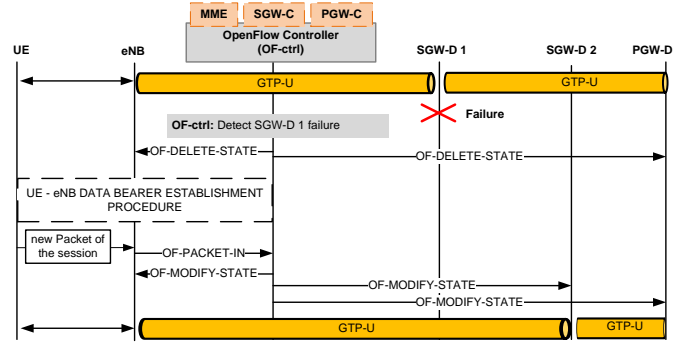 MME SGW-C PGW-C
OpenFlow Controller
(OF-ctrl)
UE eNB SGW-D 1 SGW-D 2 PGW-D
GTP-U GTP-U
OF-ctrl: Detect SGW-D 1 failure
Failure
OF-DELETE-STATE
OF-DELETE-STATE
UE - eNB DATA BEARER ESTABLISHMENT
PROCEDURE
new Packet of
the session
OF-PACKET-IN
OF-MODIFY-STATE
OF-MODIFY-STATE
OF-MODIFY-STATE
GTP-U GTP-U